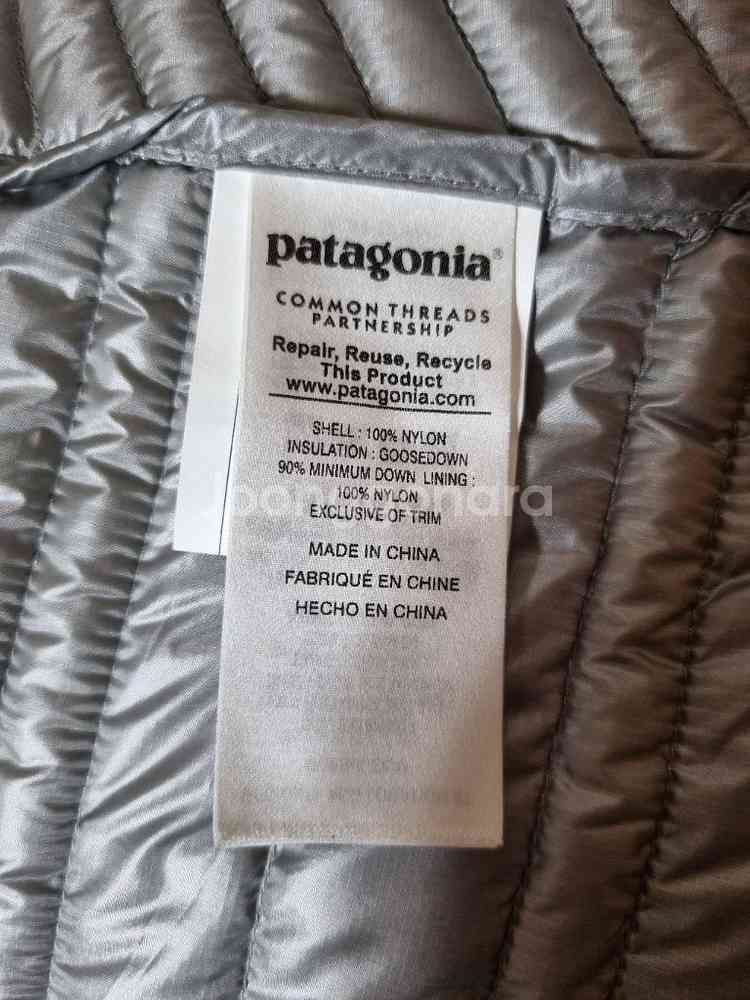 patagonia®
COMMON THREADS
PARTNERSHIP
Repair, Reuse, Recycle
This Product
www.patagonia.com
SHELL : 100% NYLON
INSULATION : GOOSEDOWN
90% MINIMUM DOWN LINING :
100% NYLON
EXCLUSIVE OF TRIM
MADE IN CHINA
FABRIQUÉ EN CHINE
HECHO EN CHINA